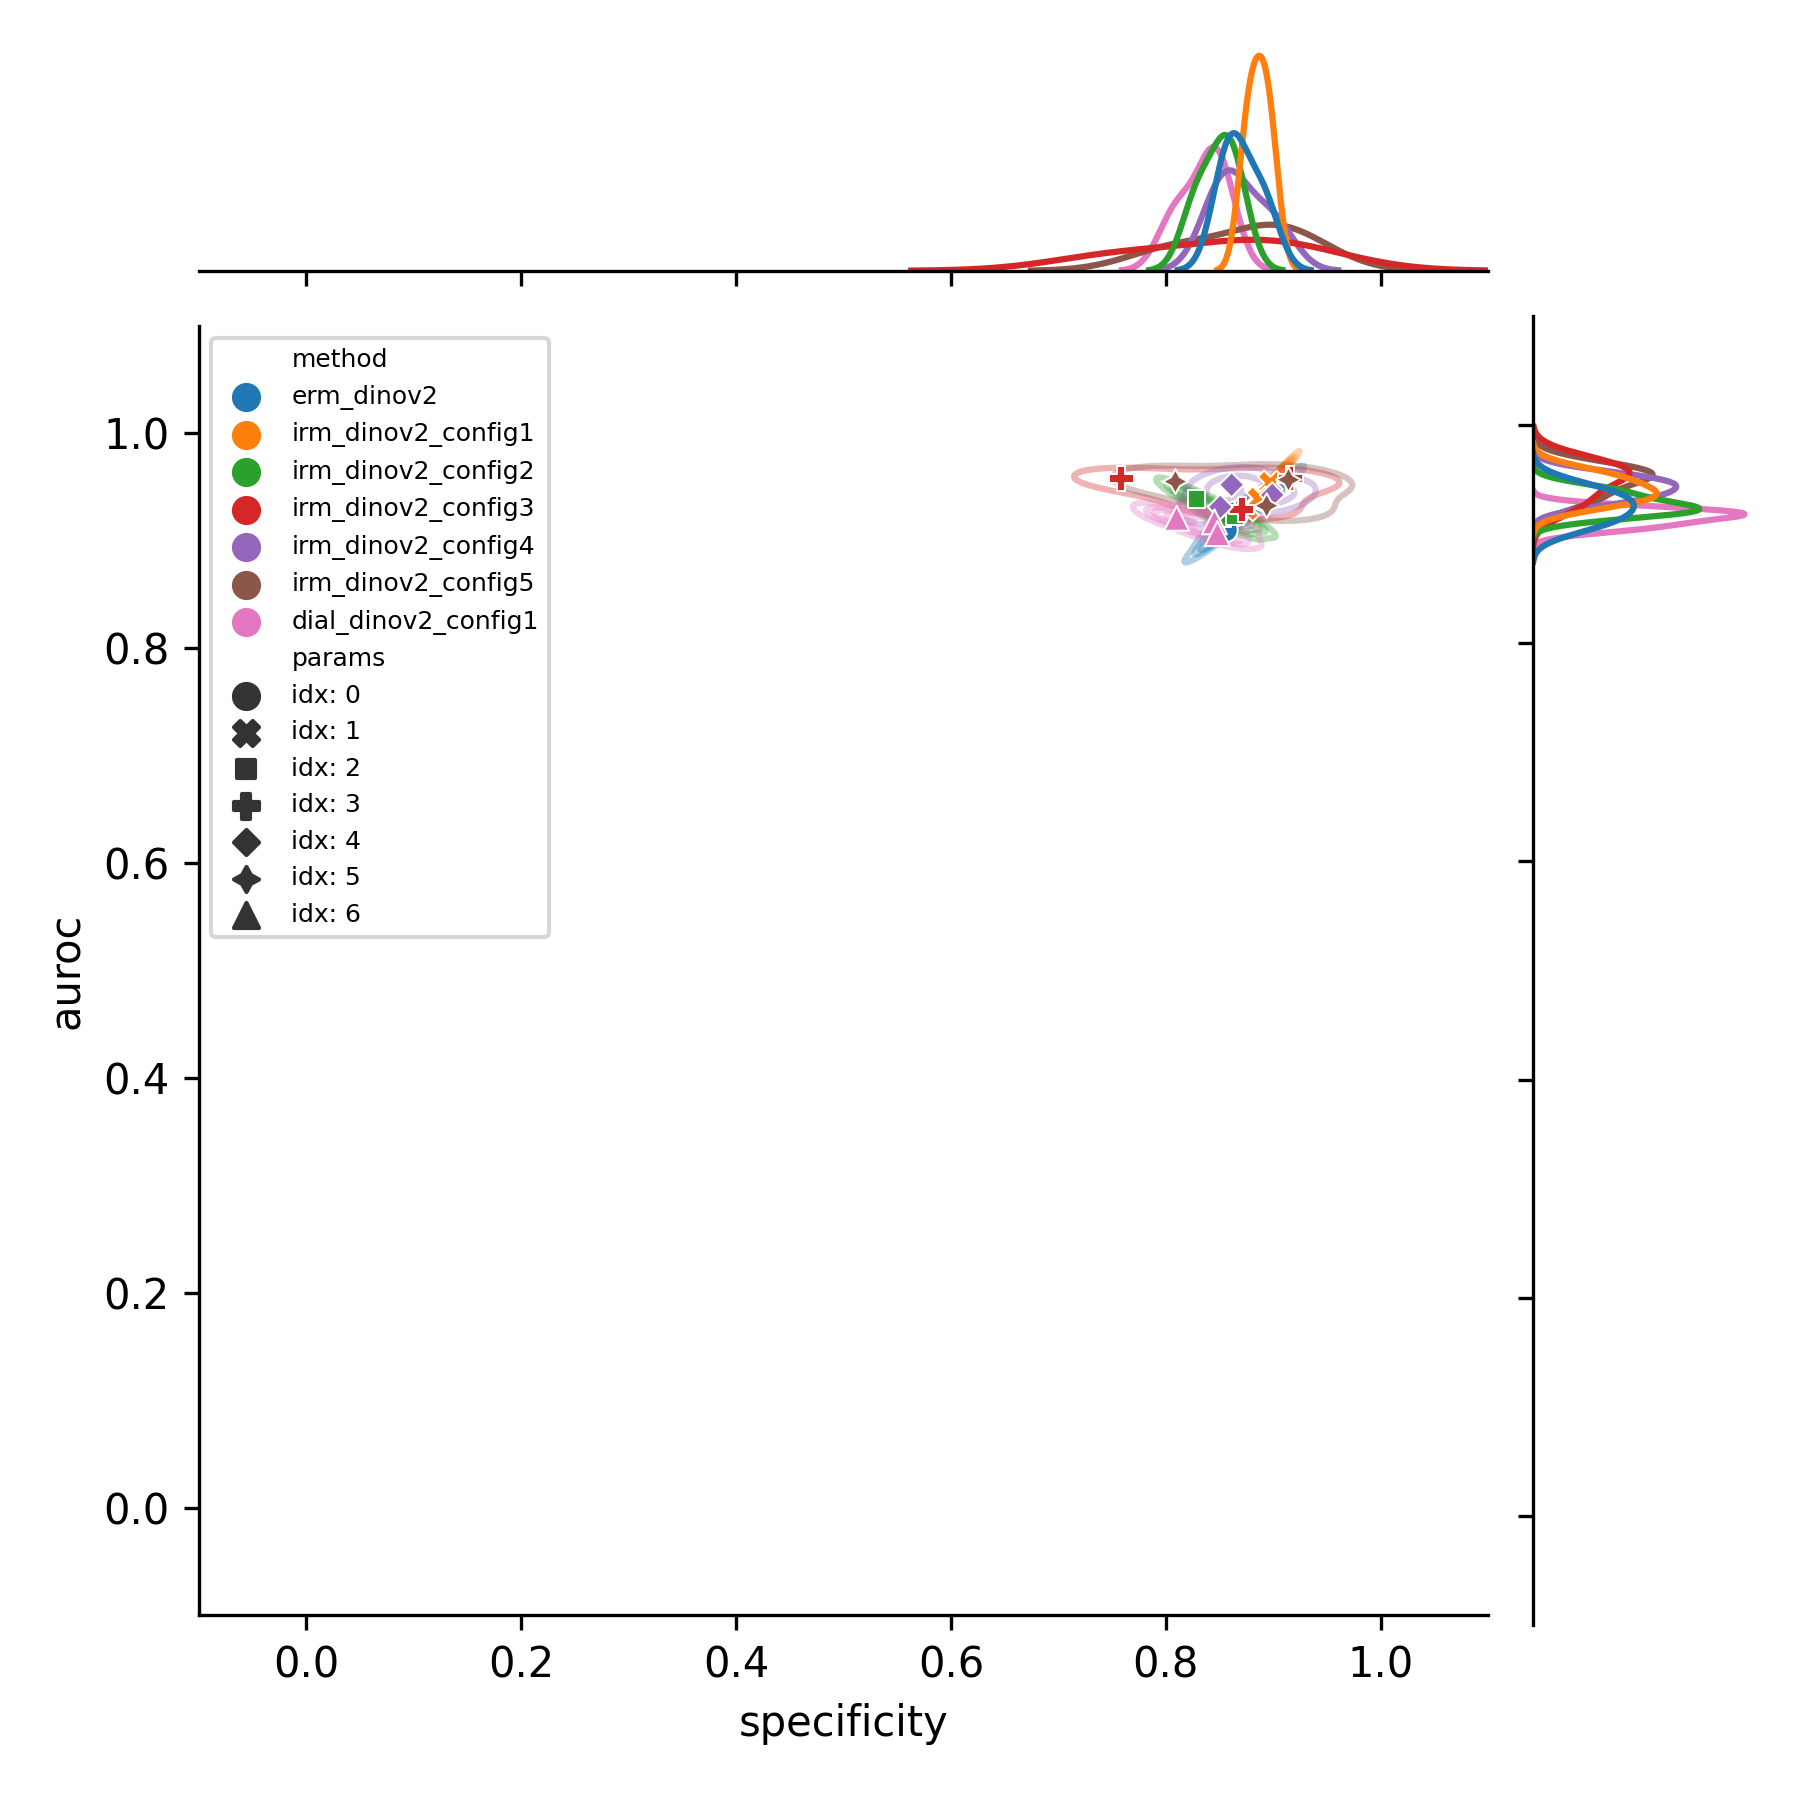 method
erm_dinov2
irm_dinov2_config1
irm_dinov2_config2
irm_dinov2_config3
irm_dinov2_config4
irm_dinov2_config5
dial_dinov2_config1
params
idx: 0
idx: 1
idx: 2
idx: 3
idx: 4
idx: 5
idx: 6
auroc
1.0
0.8
0.6
0.4
0.2
0.0
0.0 0.2 0.4 0.6 0.8 1.0
specificity